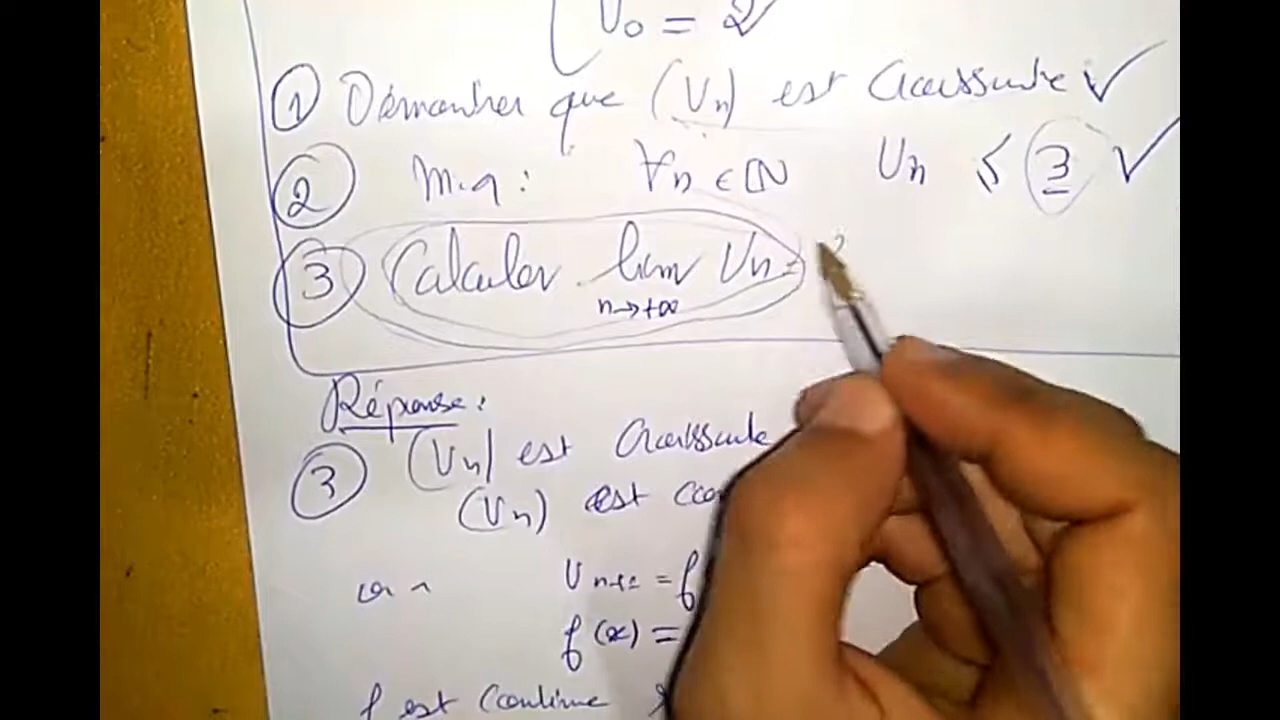 U₀ = 2
① Démontrer que (Un) est croissante ✓
② M.q : ∀n ∈ ℕ Un ≤ 3 ✓
③ Calculer lim Un = ?
n→+∞
Réponse :
③ (Un) est croissante
(Un) est
on a Un+1 = f
f(x) =
f est continue